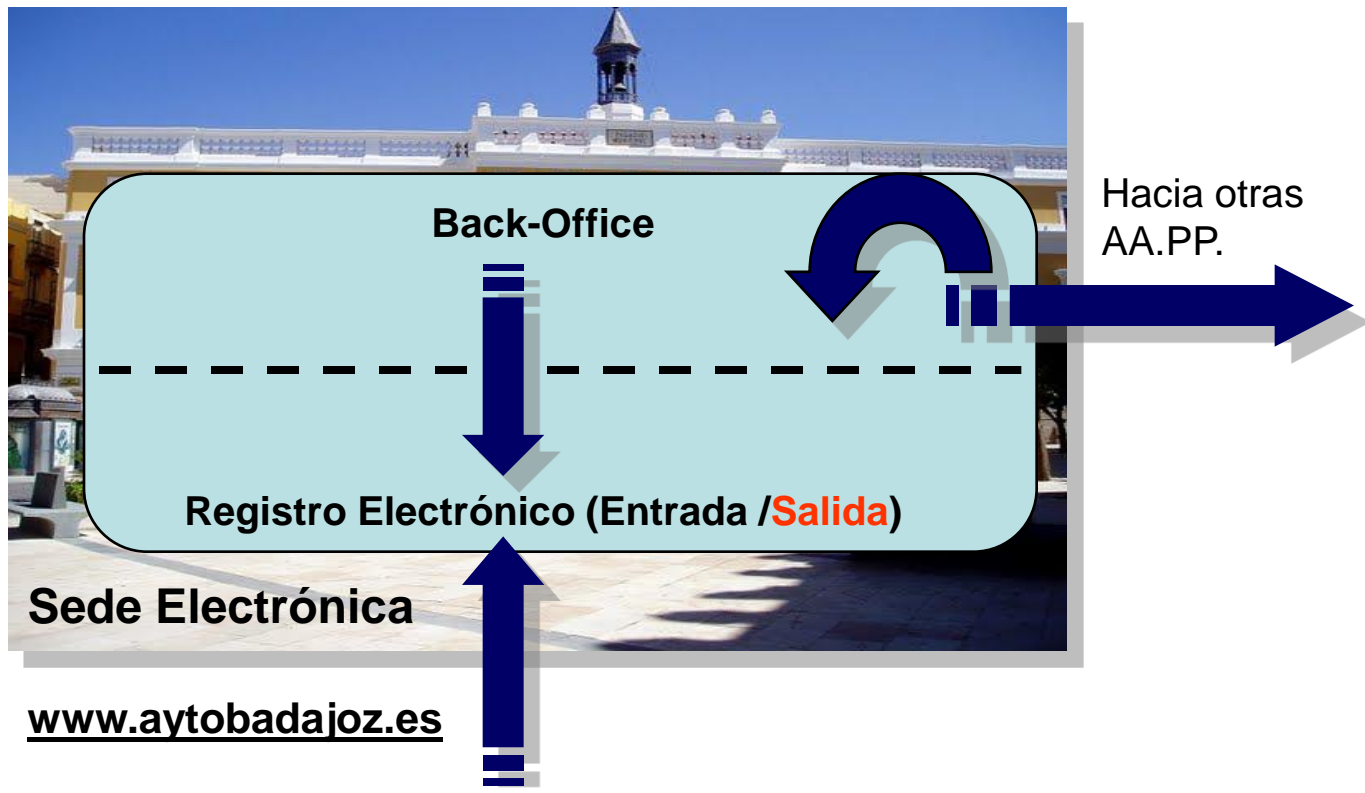 Back-Office
Hacia otras
AA.PP.
Registro Electrónico (Entrada /Salida)
Sede Electrónica
www.aytobadajoz.es